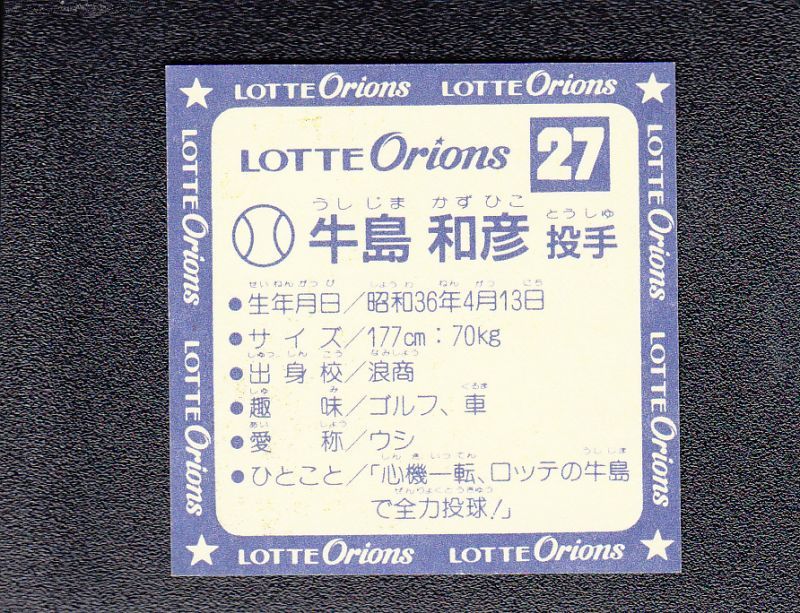 LOTTE Orions LOTTE Orions
LOTTE Orions
LOTTE Orions
LOTTE Orions 27
うしじま かずひこ とうしゅ
牛島 和彦 投手
せいねんがっぴ しょうわ ねん がつ にち
●生年月日/昭和36年4月13日
●サイズ/177cm:70kg
しゅっしんこう なみしょう
●出身校/浪商
しゅ み くるま
●趣味/ゴルフ、車
あい しょう
●愛称/ウシ
しんきいってん うしじま
●ひとこと/「心機一転、ロッテの牛島
ぜんりょくとうきゅう
で全力投球!」
LOTTE Orions
LOTTE Orions
LOTTE Orions LOTTE Orions